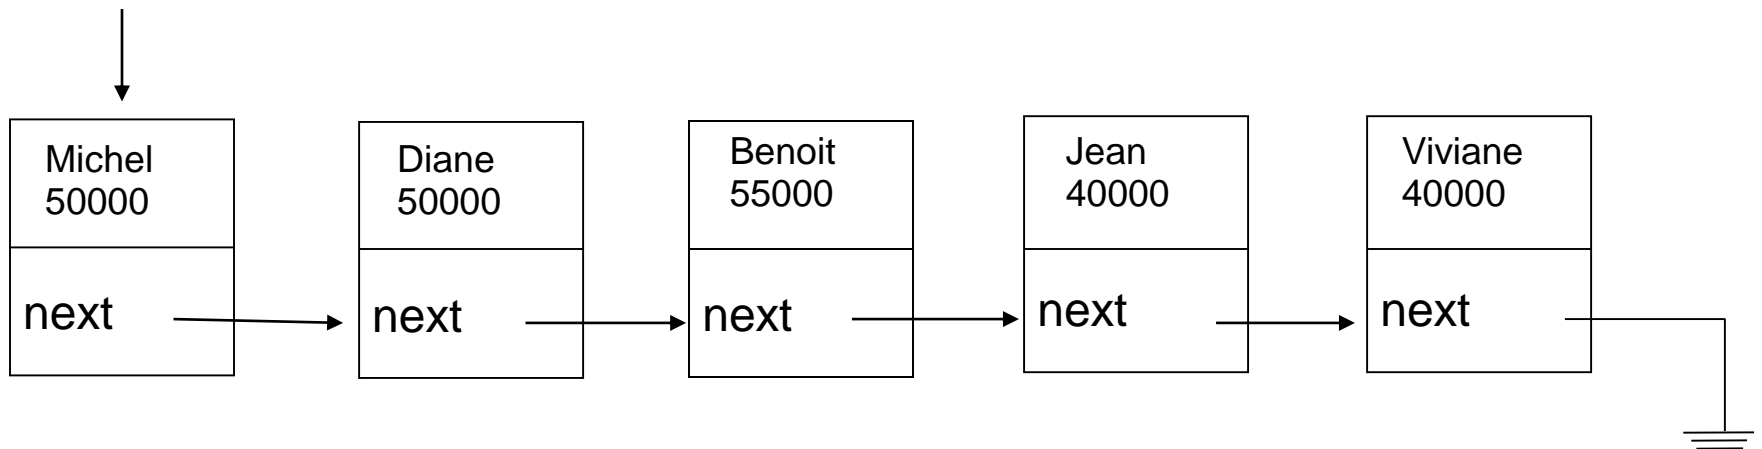 Michel
50000
next
Diane
50000
next
Benoit
55000
next
Jean
40000
next
Viviane
40000
next